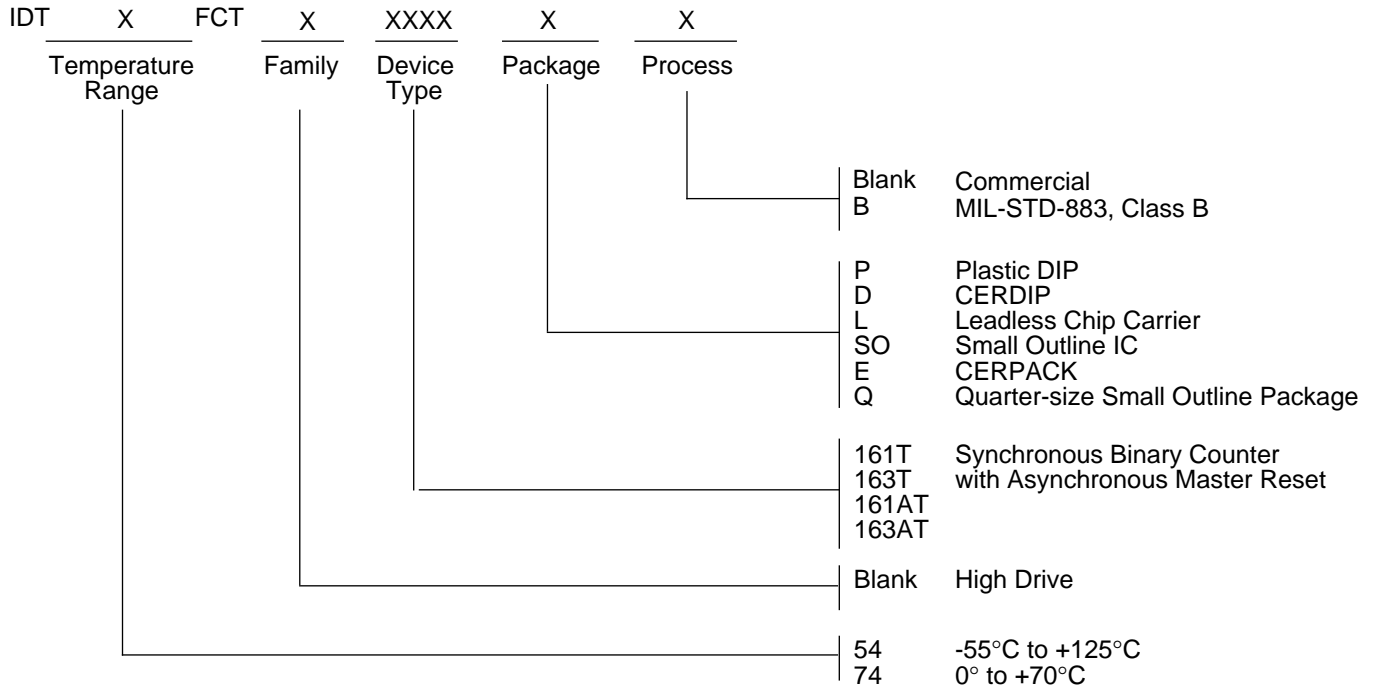 IDT X FCT X XXXX X X
Temperature Range Family Device Type Package Process
Blank Commercial
B MIL-STD-883, Class B
P Plastic DIP
D CERDIP
L Leadless Chip Carrier
SO Small Outline IC
E CERPACK
Q Quarter-size Small Outline Package
161T Synchronous Binary Counter
163T with Asynchronous Master Reset
161AT
163AT
Blank High Drive
54 -55°C to +125°C
74 0° to +70°C